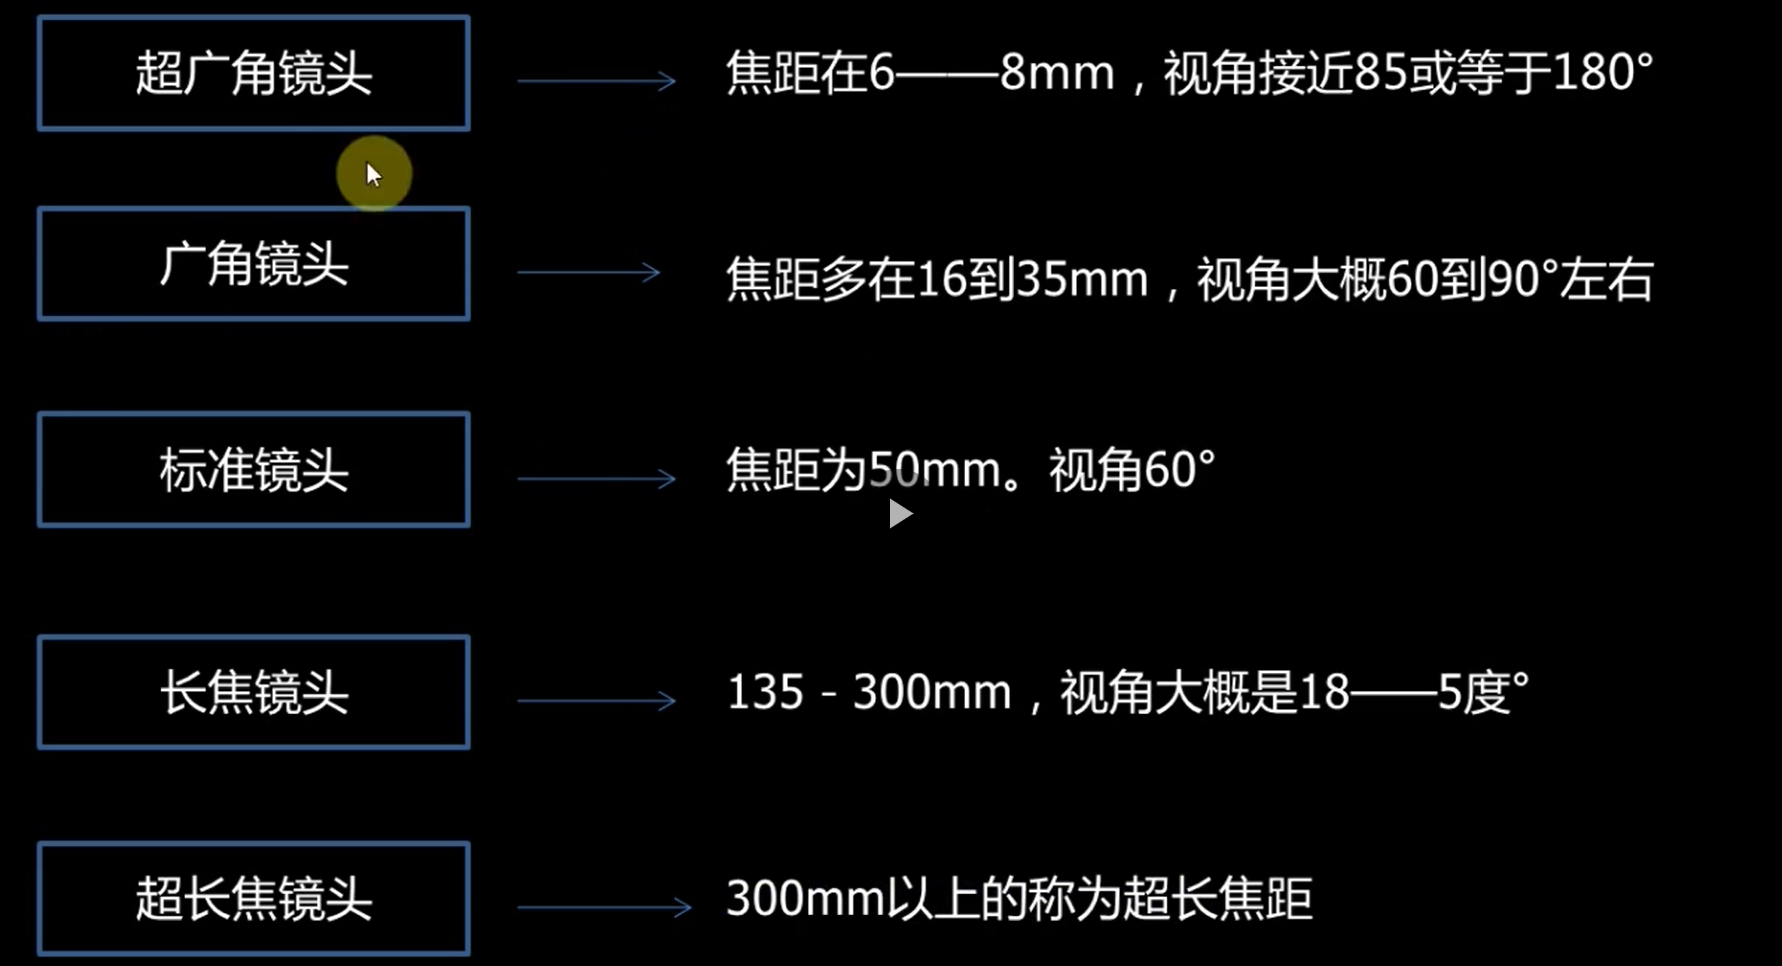 超广角镜头
焦距在6——8mm，视角接近85或等于180°
广角镜头
焦距多在16到35mm，视角大概60到90°左右
标准镜头
焦距为50mm。视角60°
长焦镜头
135 - 300mm，视角大概是18——5度°
超长焦镜头
300mm以上的称为超长焦距